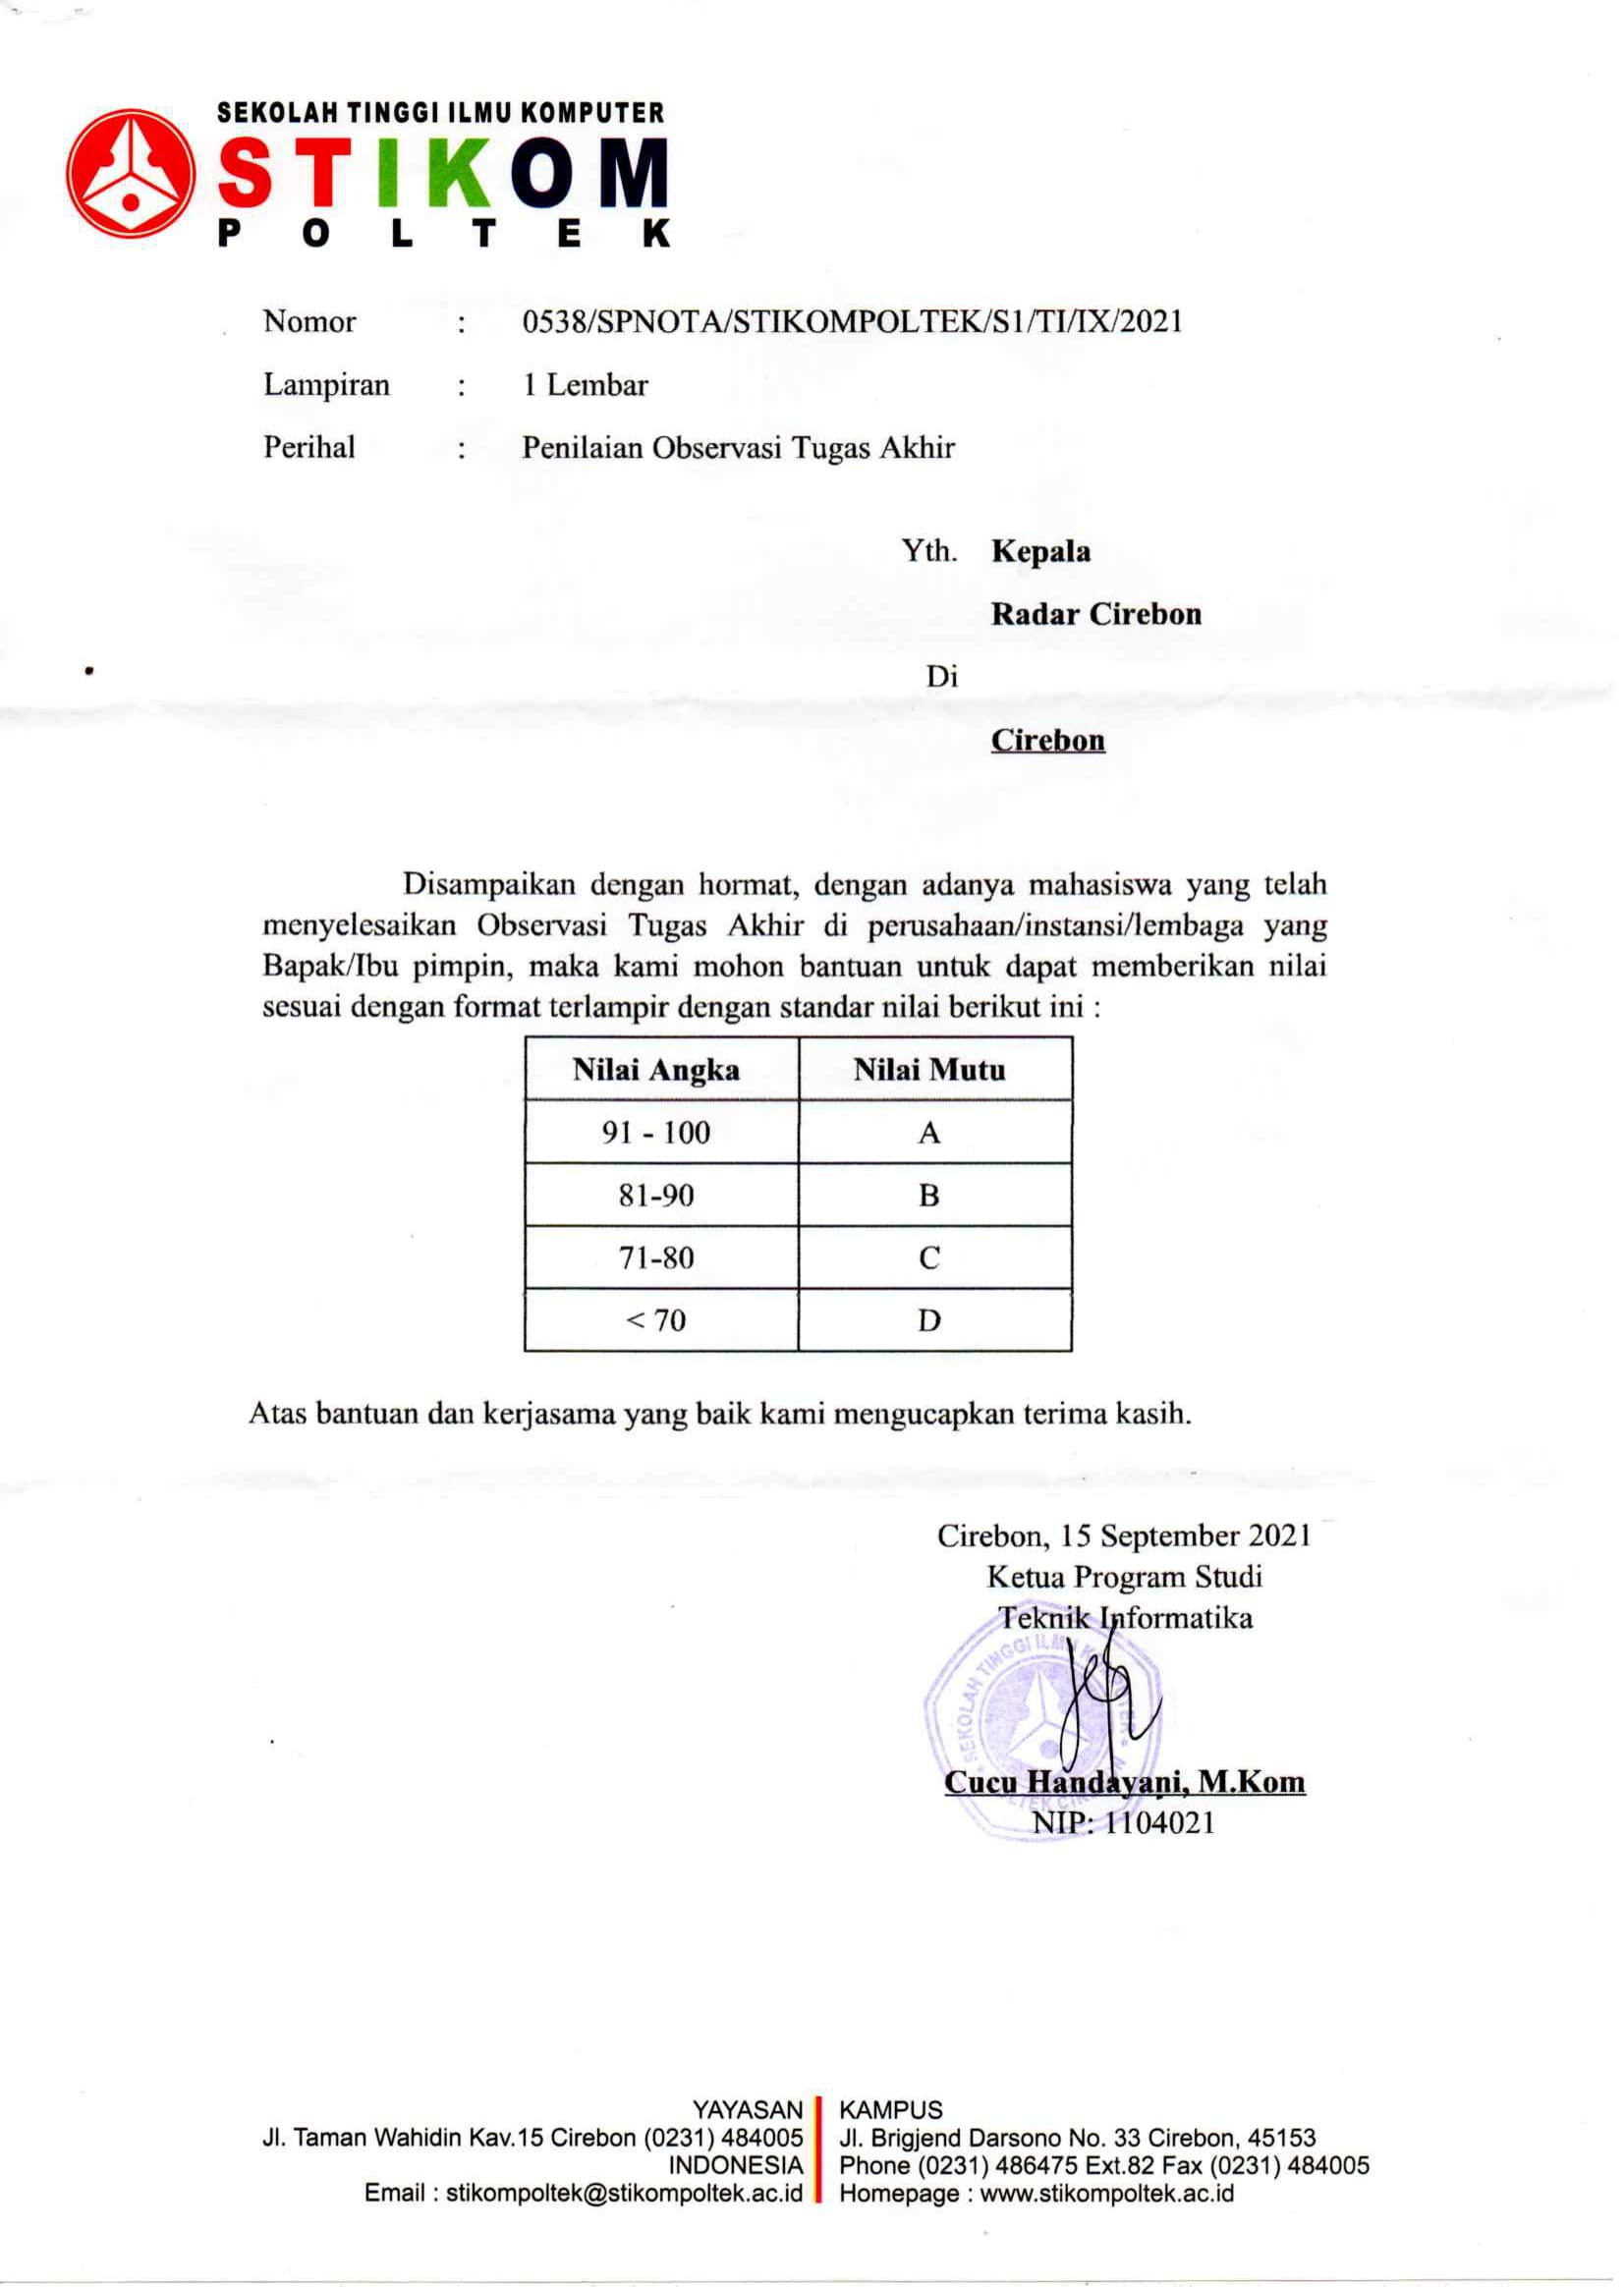 SEKOLAH TINGGI ILMU KOMPUTER
STIKOM
POLTEK
Nomor : 0538/SPNOTA/STIKOMPOLTEK/S1/TI/IX/2021
Lampiran : 1 Lembar
Perihal : Penilaian Observasi Tugas Akhir
Yth. Kepala
Radar Cirebon
Di
Cirebon
Disampaikan dengan hormat, dengan adanya mahasiswa yang telah
menyelesaikan Observasi Tugas Akhir di perusahaan/instansi/lembaga yang
Bapak/Ibu pimpin, maka kami mohon bantuan untuk dapat memberikan nilai
sesuai dengan format terlampir dengan standar nilai berikut ini :
Nilai Angka Nilai Mutu
91 - 100 A
81-90 B
71-80 C
< 70 D
Atas bantuan dan kerjasama yang baik kami mengucapkan terima kasih.
Cirebon, 15 September 2021
Ketua Program Studi
Teknik Informatika
SEKOLAH TINGGI ILMU
Cucu Handayani, M.Kom
NIP: 1104021
YAYASAN
Jl. Taman Wahidin Kav.15 Cirebon (0231) 484005
INDONESIA
Email : stikompoltek@stikompoltek.ac.id
KAMPUS
Jl. Brigjend Darsono No. 33 Cirebon, 45153
Phone (0231) 486475 Ext.82 Fax (0231) 484005
Homepage : www.stikompoltek.ac.id